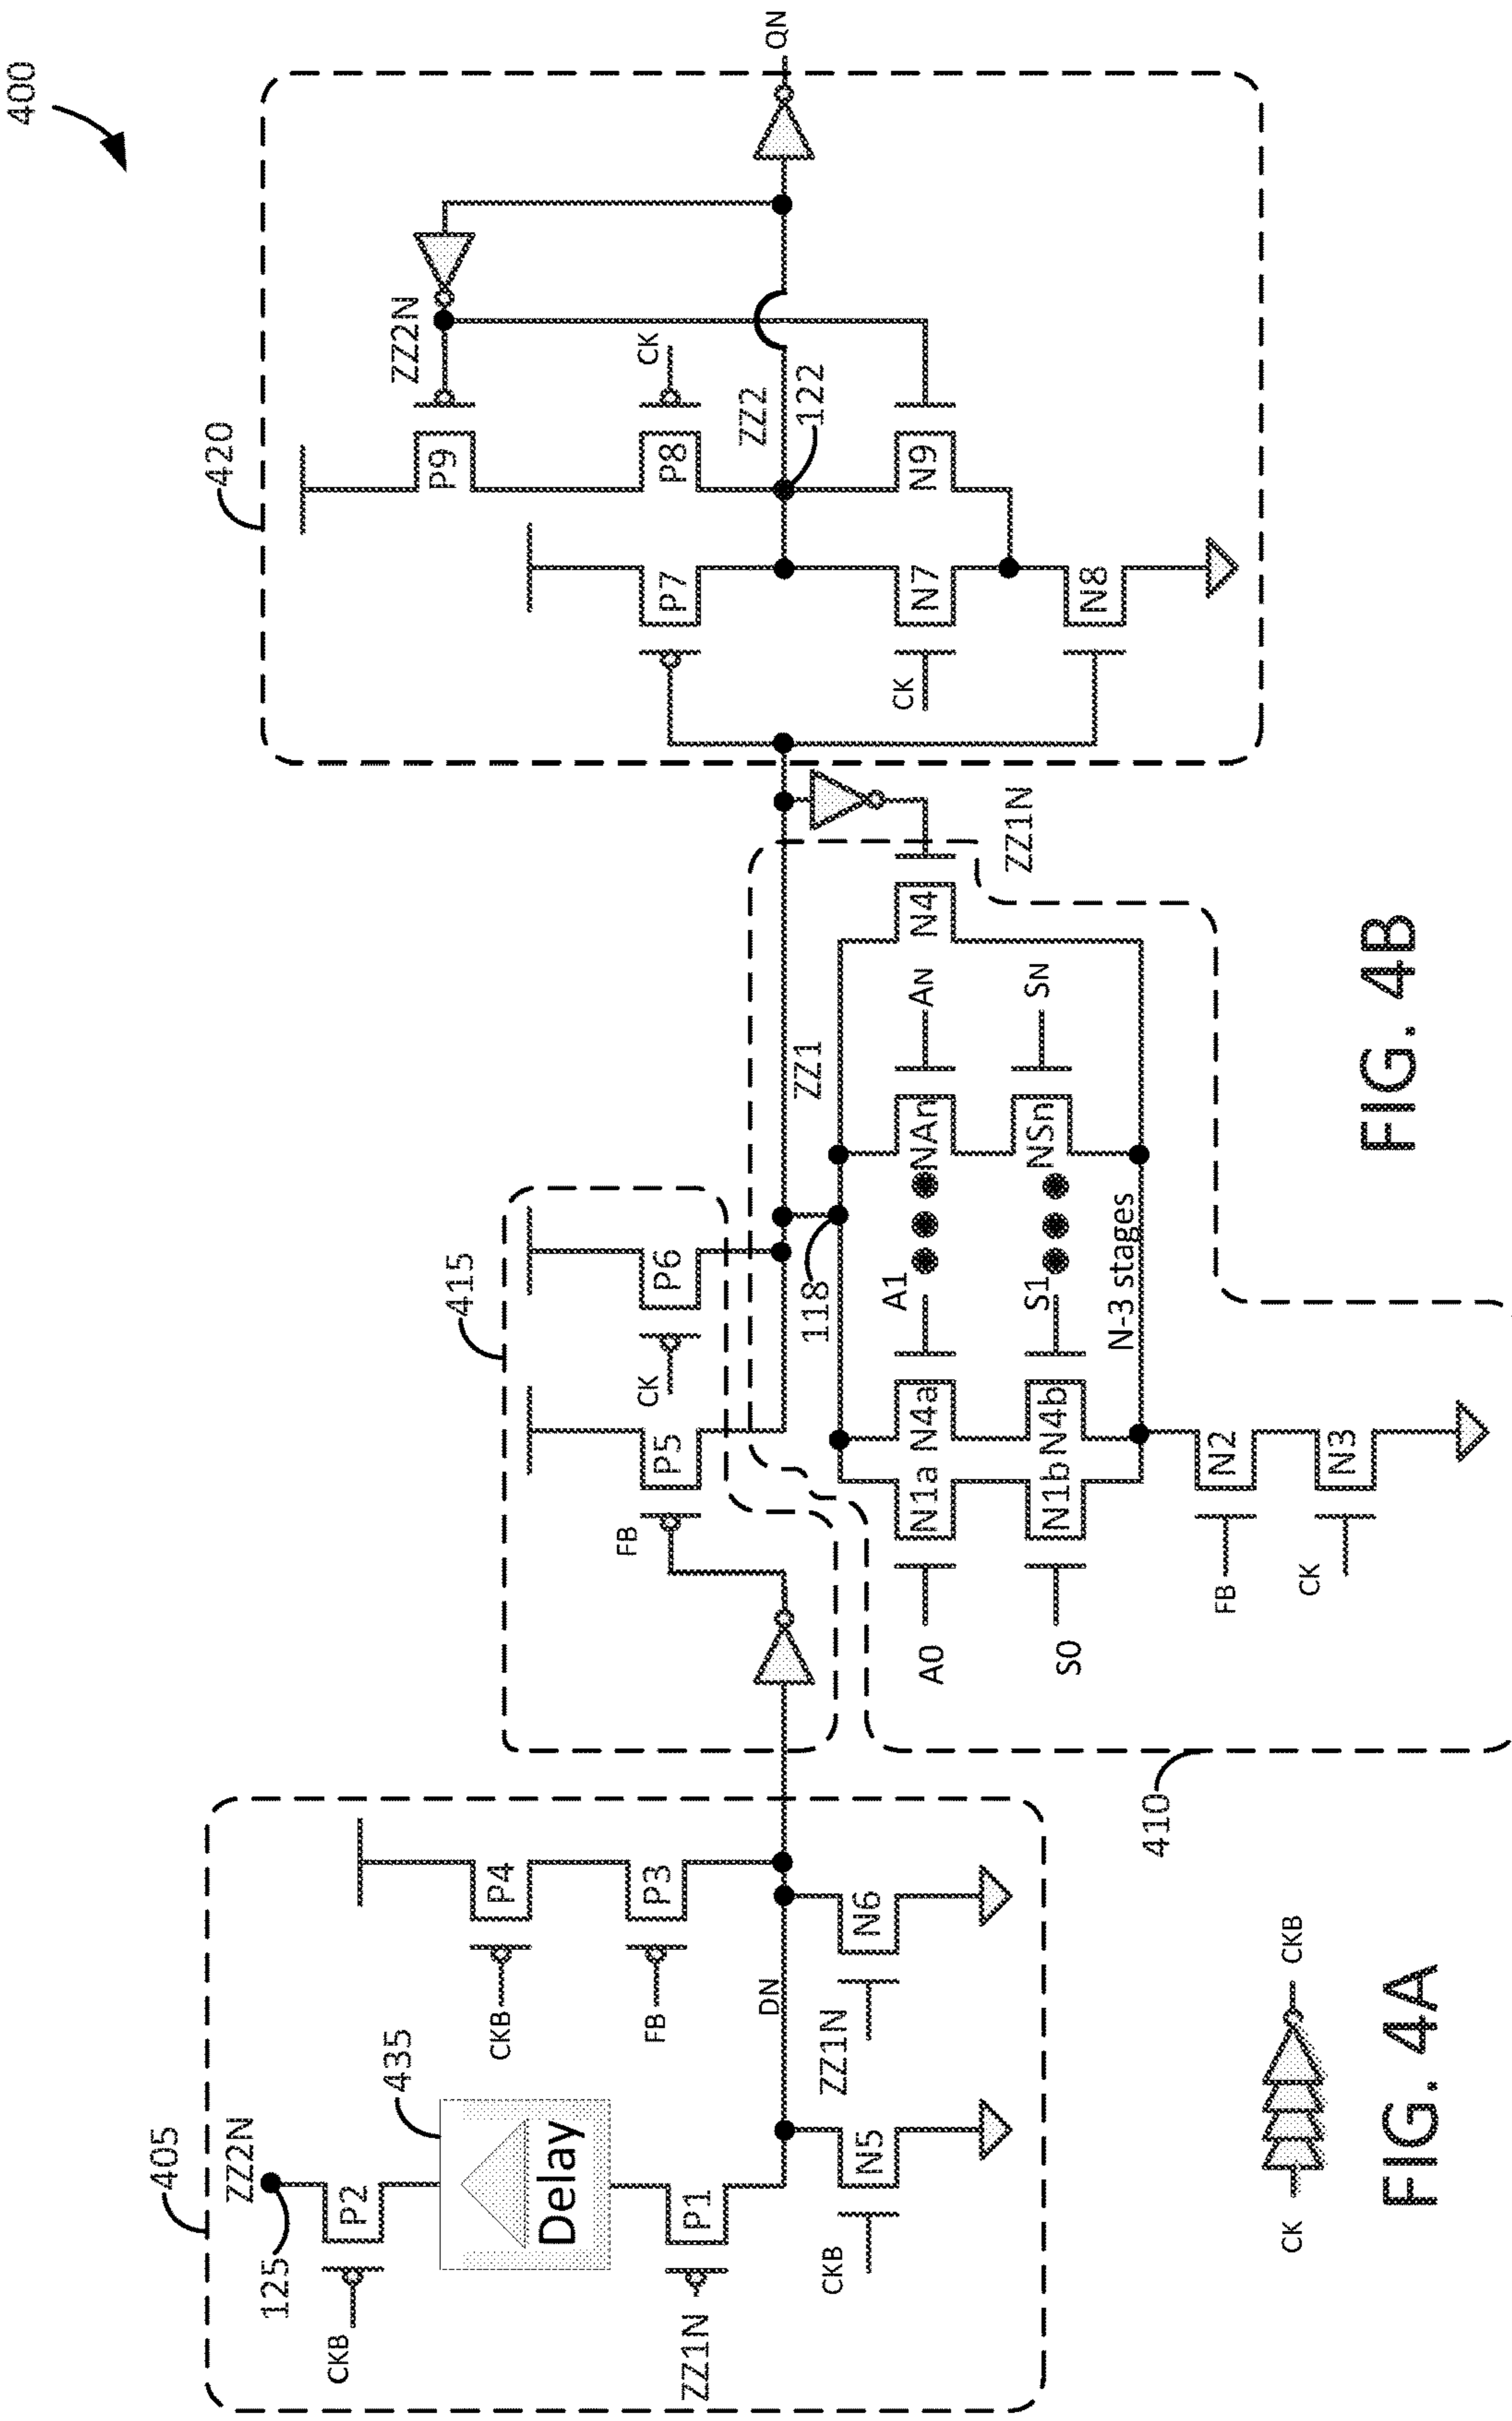 400
405
ZZ2N
125
P2
CKB
435
Delay
P1
ZZ1N
CKB
N5
P4
CKB
P3
FB
DN
ZZ1N
N6
415
P5
FB
P6
CK
ZZ1
118
410
A0
N1a
N4a
A1
NAn
AN
S0
N1b
N4b
S1
NSn
SN
N4
ZZ1N
N-3 stages
FB
N2
CK
N3
420
P9
ZZ2N
P7
P8
CK
ZZ2
122
CK
N7
N9
N8
QN
CK
CKB
FIG. 4A
FIG. 4B